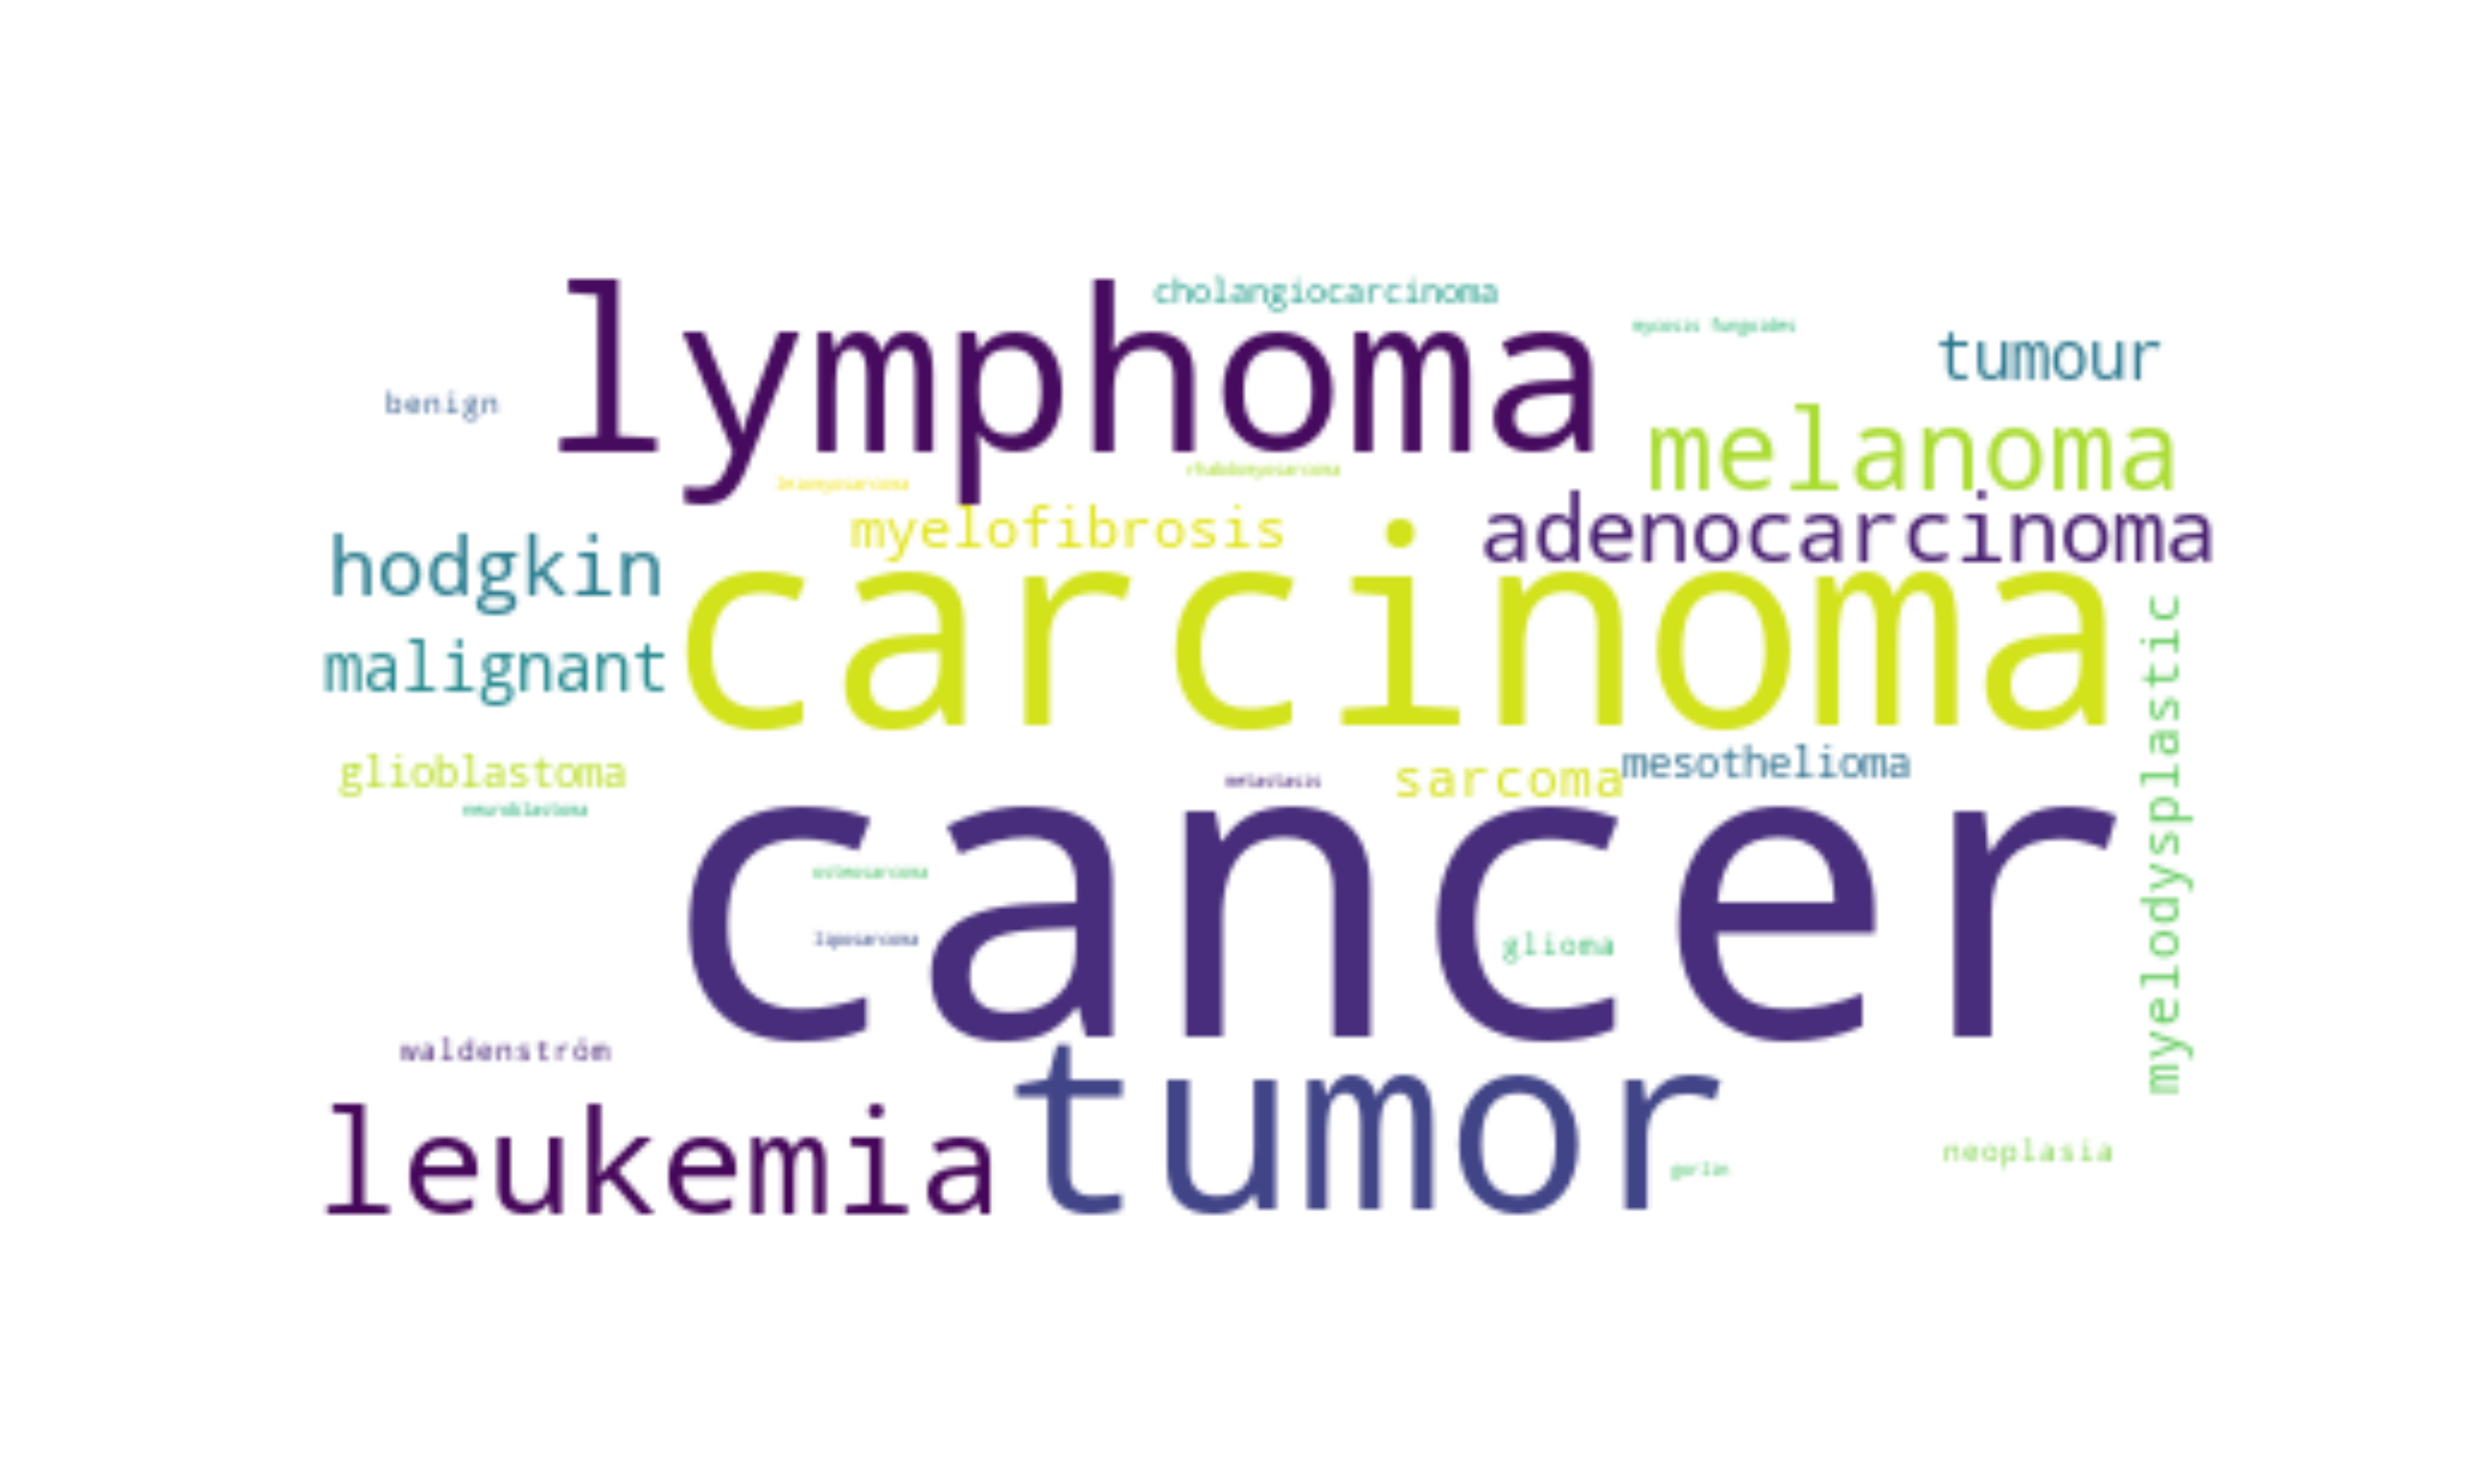 cholangiocarcinoma
lymphoma
mycosis fungoides
tumour
benign
melanoma
rhabdomyosarcoma
leiomyosarcoma
myelofibrosis
adenocarcinoma
hodgkin
carcinoma
malignant
myelodysplastic
glioblastoma
sarcoma
mesothelioma
metastasis
neuroblastoma
cancer
osteosarcoma
liposarcoma
glioma
waldenström
leukemia
tumor
neoplasia
gorlin